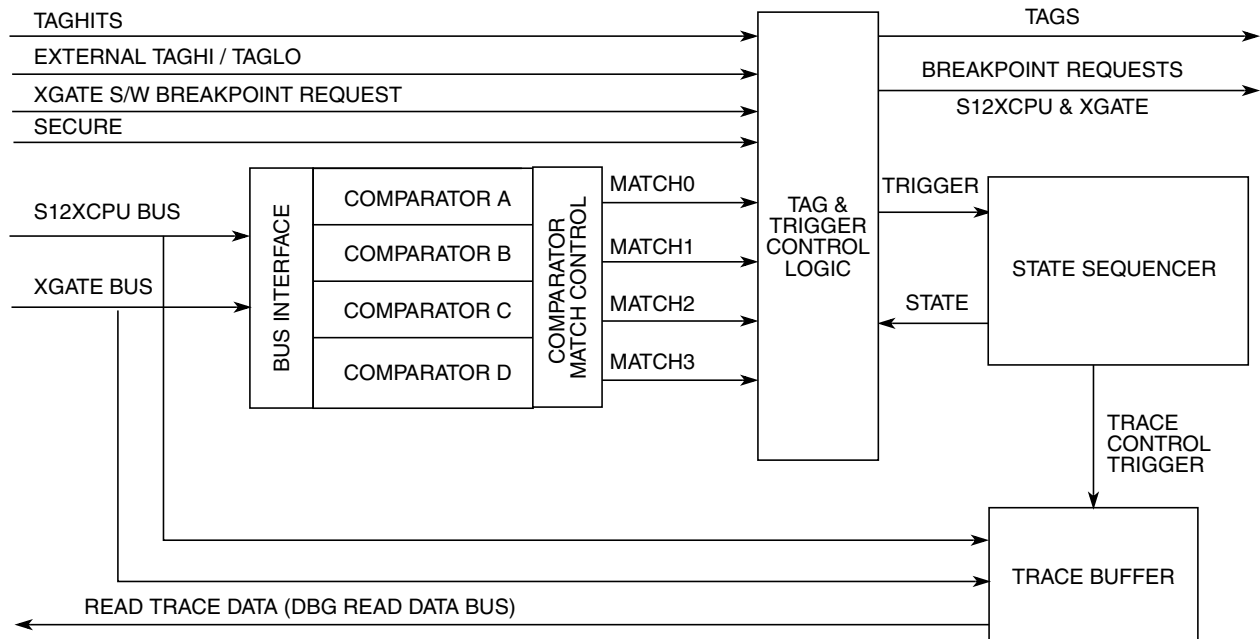 TAGHITS
EXTERNAL TAGHI / TAGLO
XGATE S/W BREAKPOINT REQUEST
SECURE
TAGS
BREAKPOINT REQUESTS
S12XCPU & XGATE
S12XCPU BUS
XGATE BUS
BUS INTERFACE
COMPARATOR A
COMPARATOR B
COMPARATOR C
COMPARATOR D
COMPARATOR
MATCH CONTROL
MATCH0
MATCH1
MATCH2
MATCH3
TAG &
TRIGGER
CONTROL
LOGIC
TRIGGER
STATE
STATE SEQUENCER
TRACE
CONTROL
TRIGGER
TRACE BUFFER
READ TRACE DATA (DBG READ DATA BUS)